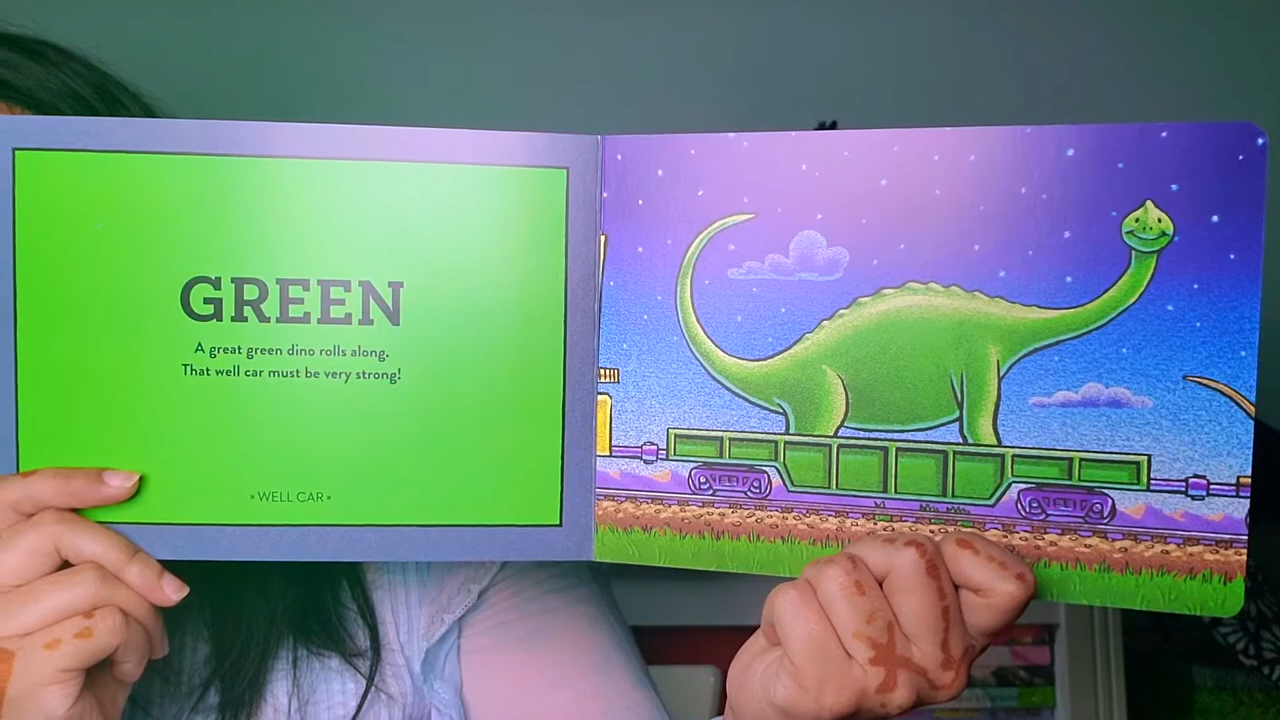 GREEN
A great green dino rolls along.
That well car must be very strong!
• WELL CAR •